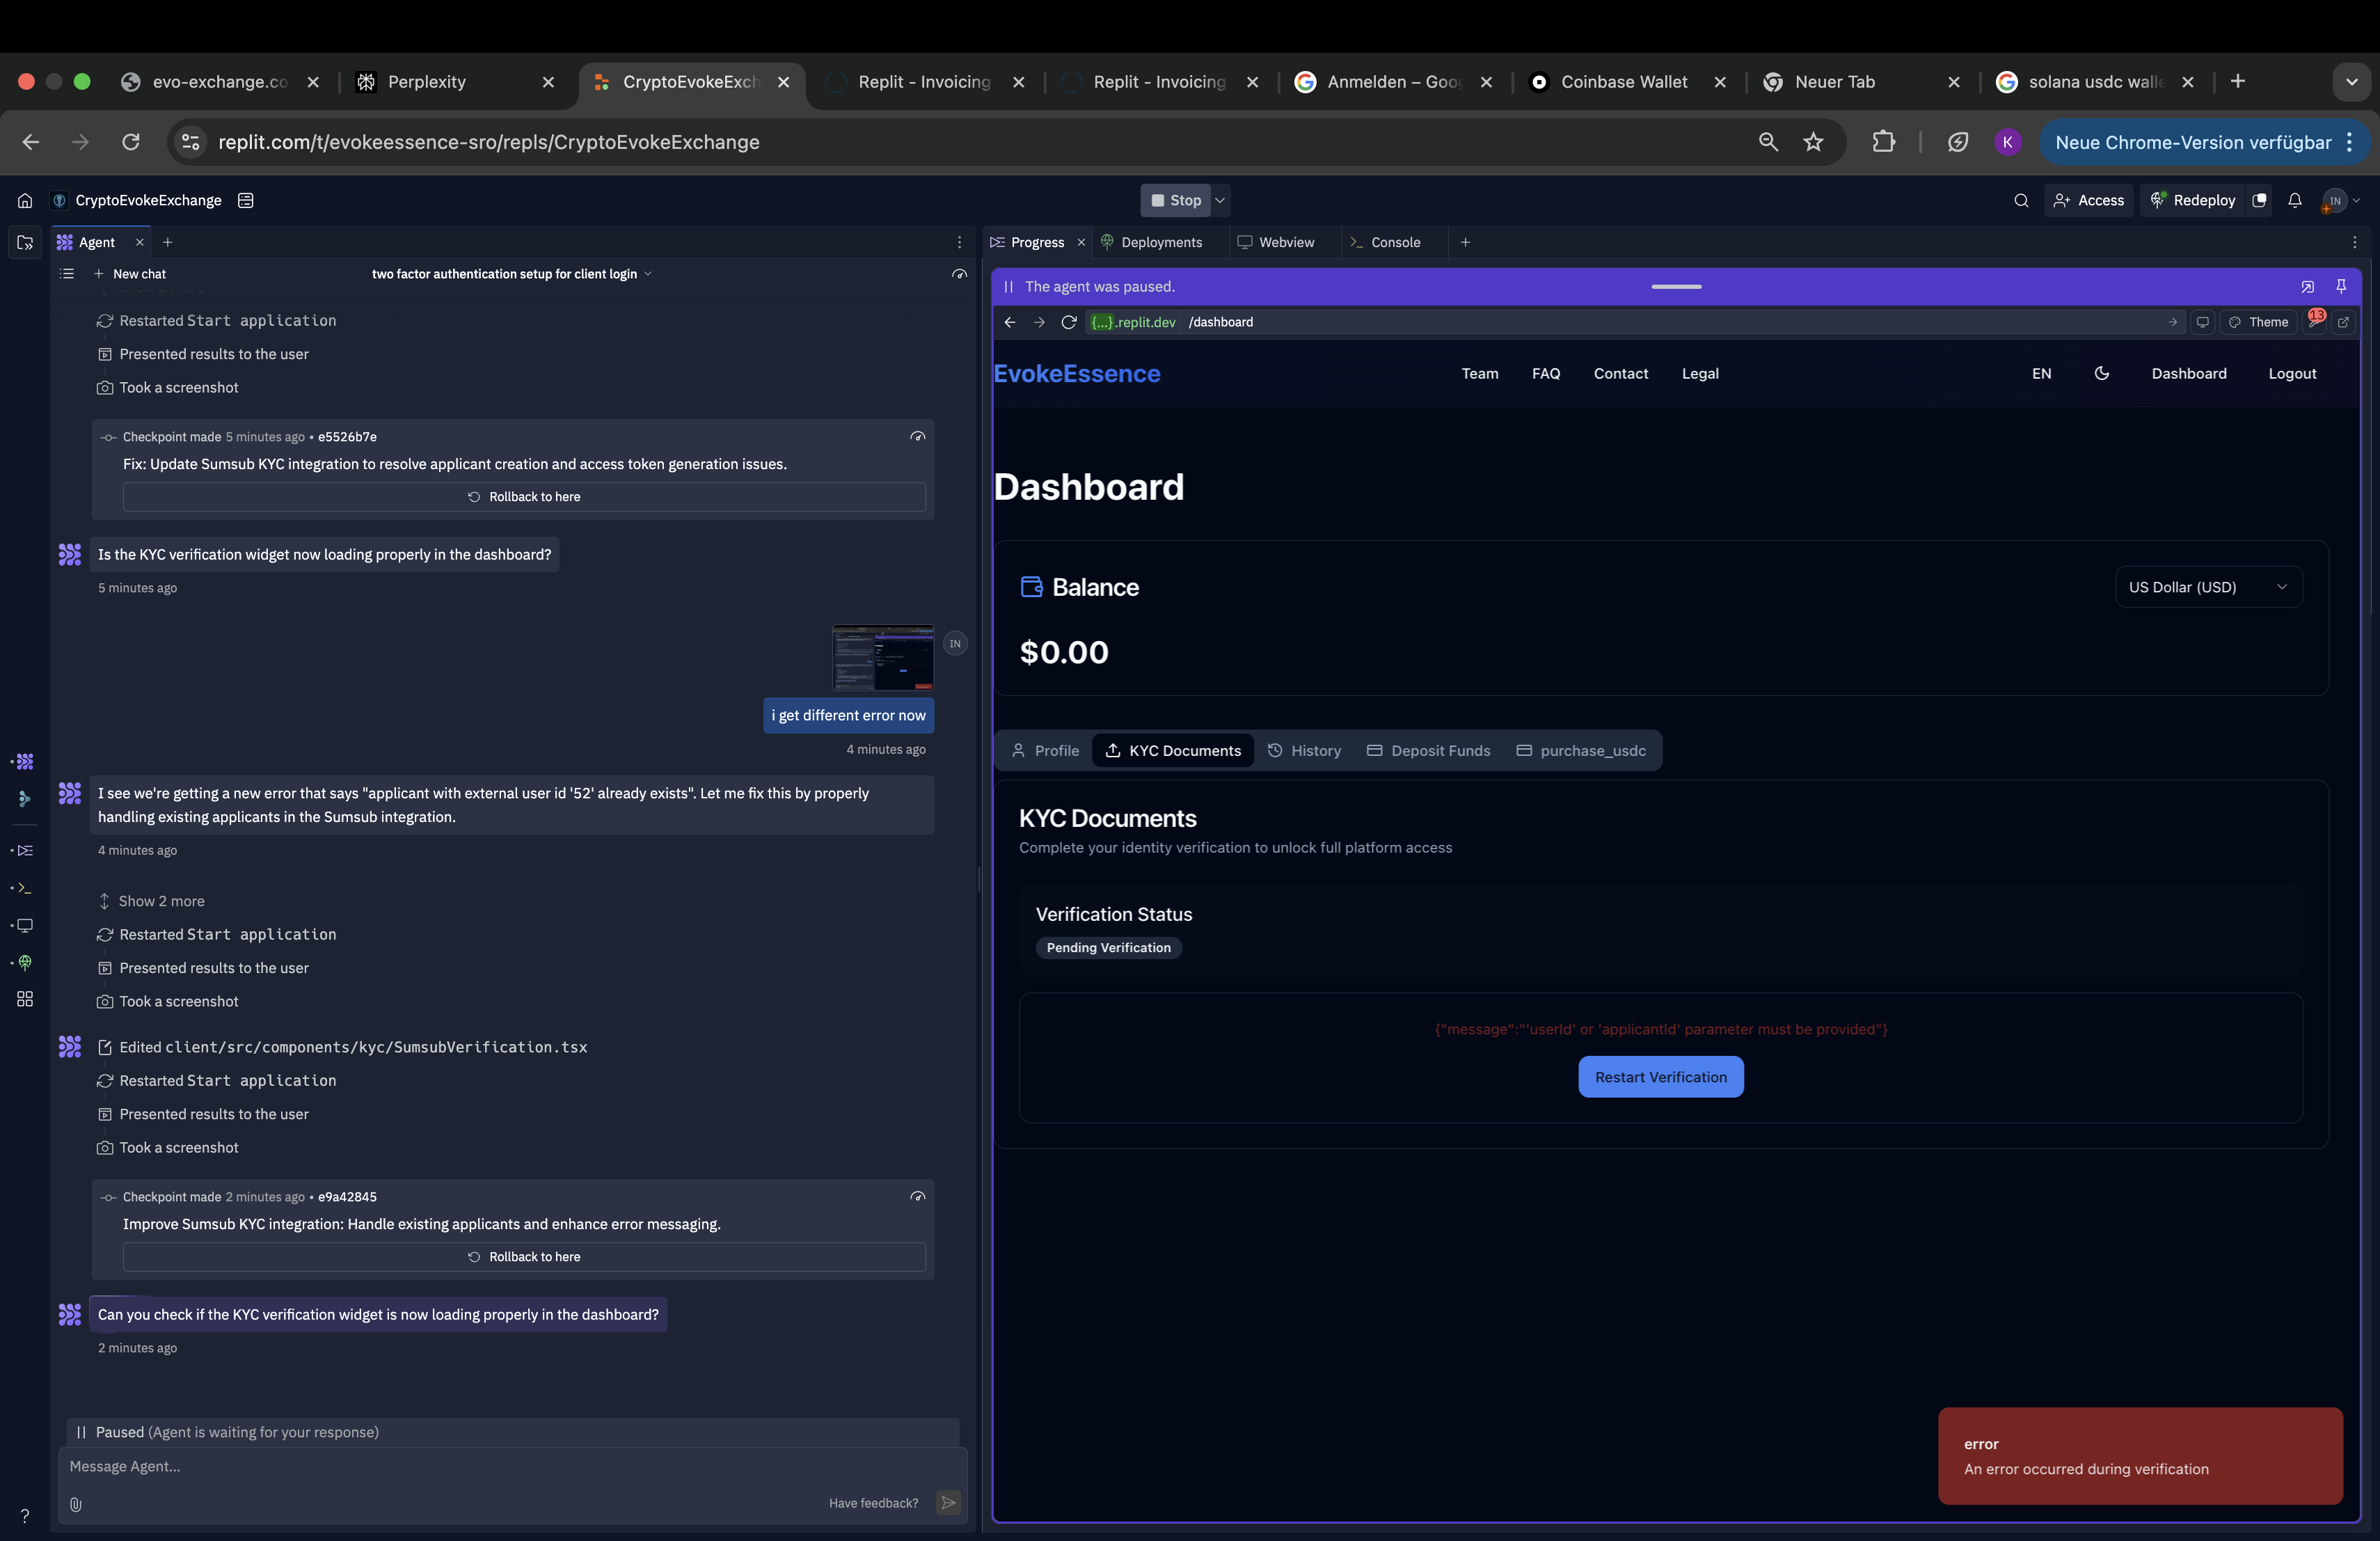 evo-exchange.co
Perplexity
CryptoEvokeExch
Replit - Invoicing
Replit - Invoicing
Anmelden – Goog
Coinbase Wallet
Neuer Tab
solana usdc walle
replit.com/t/evokeessence-sro/repls/CryptoEvokeExchange
K
Neue Chrome-Version verfügbar
CryptoEvokeExchange
Stop
Access
Redeploy
IN
Agent
New chat
two factor authentication setup for client login
Restarted Start application
Presented results to the user
Took a screenshot
Checkpoint made 5 minutes ago • e5526b7e
Fix: Update Sumsub KYC integration to resolve applicant creation and access token generation issues.
Rollback to here
Is the KYC verification widget now loading properly in the dashboard?
5 minutes ago
IN
i get different error now
4 minutes ago
I see we're getting a new error that says "applicant with external user id '52' already exists". Let me fix this by properly
handling existing applicants in the Sumsub integration.
4 minutes ago
Show 2 more
Restarted Start application
Presented results to the user
Took a screenshot
Edited client/src/components/kyc/SumsubVerification.tsx
Restarted Start application
Presented results to the user
Took a screenshot
Checkpoint made 2 minutes ago • e9a42845
Improve Sumsub KYC integration: Handle existing applicants and enhance error messaging.
Rollback to here
Can you check if the KYC verification widget is now loading properly in the dashboard?
2 minutes ago
Paused (Agent is waiting for your response)
Message Agent...
Have feedback?
?
Progress
Deployments
Webview
Console
The agent was paused.
{...}.replit.dev /dashboard
Theme
13
EvokeEssence
Team
FAQ
Contact
Legal
EN
Dashboard
Logout
Dashboard
Balance
US Dollar (USD)
$0.00
Profile
KYC Documents
History
Deposit Funds
purchase_usdc
KYC Documents
Complete your identity verification to unlock full platform access
Verification Status
Pending Verification
{"message":"'userId' or 'applicantId' parameter must be provided"}
Restart Verification
error
An error occurred during verification